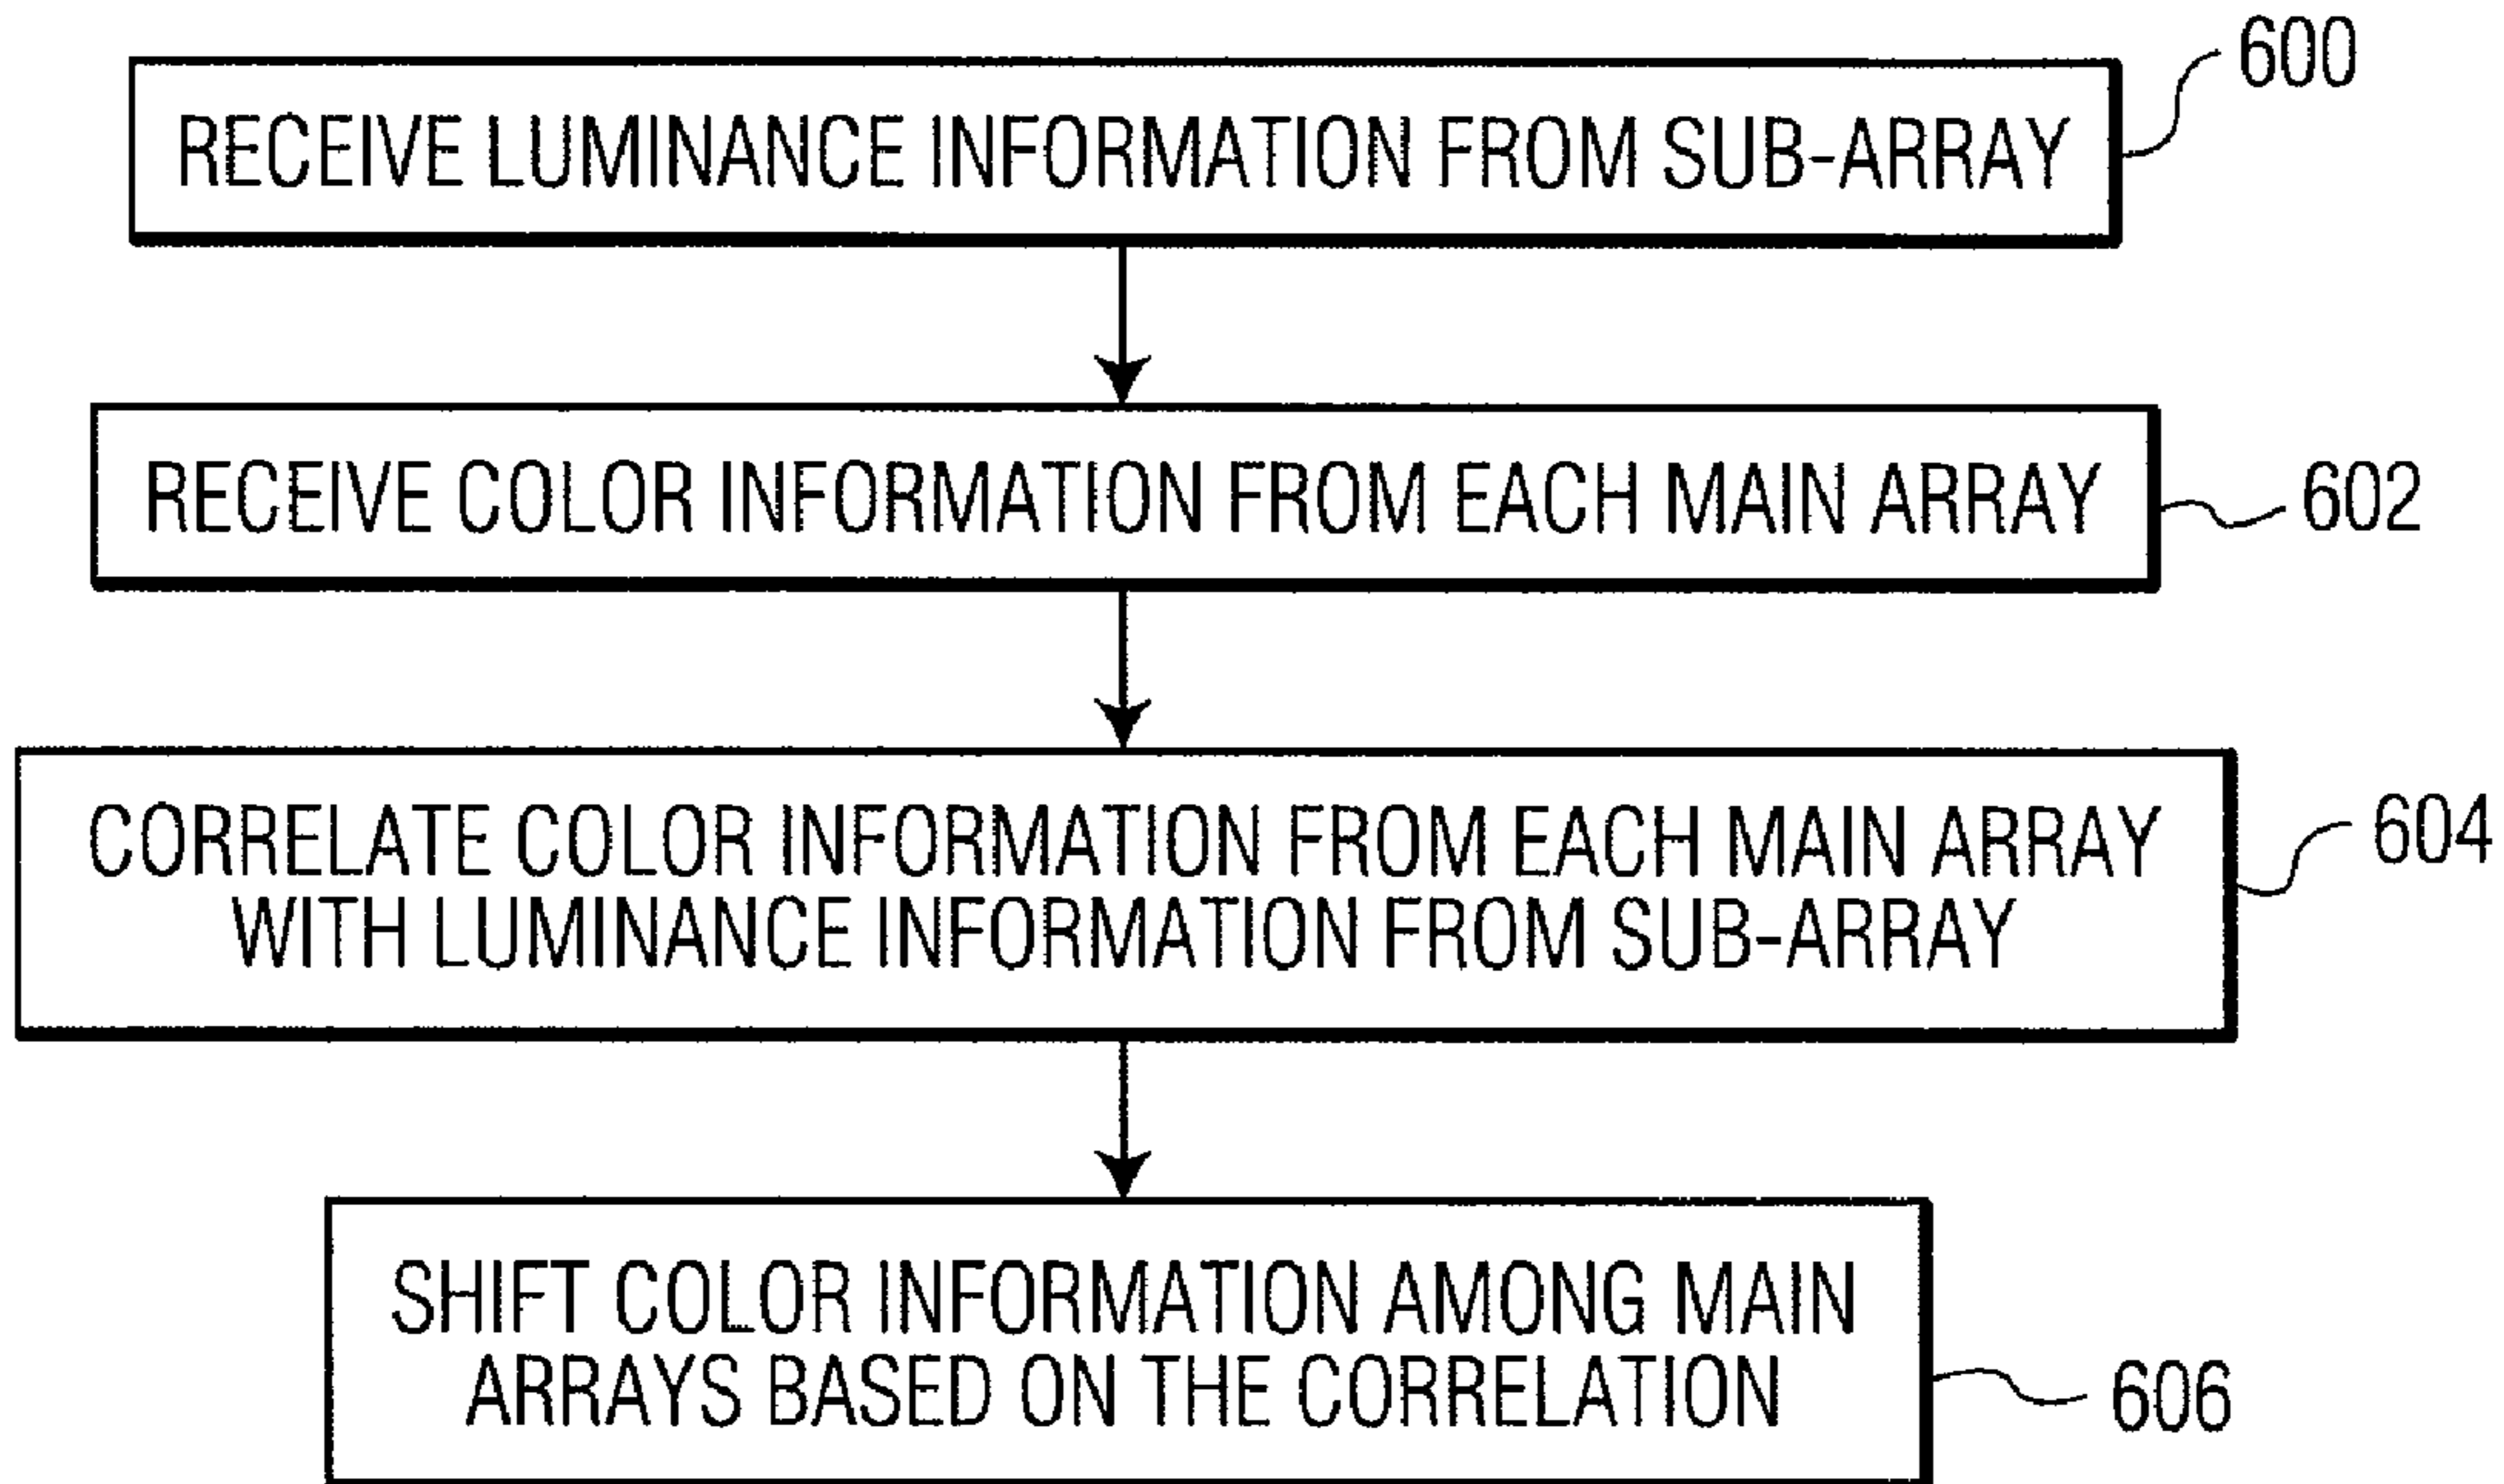 600
RECEIVE LUMINANCE INFORMATION FROM SUB-ARRAY
RECEIVE COLOR INFORMATION FROM EACH MAIN ARRAY
602
CORRELATE COLOR INFORMATION FROM EACH MAIN ARRAY
WITH LUMINANCE INFORMATION FROM SUB-ARRAY
604
SHIFT COLOR INFORMATION AMONG MAIN
ARRAYS BASED ON THE CORRELATION
606